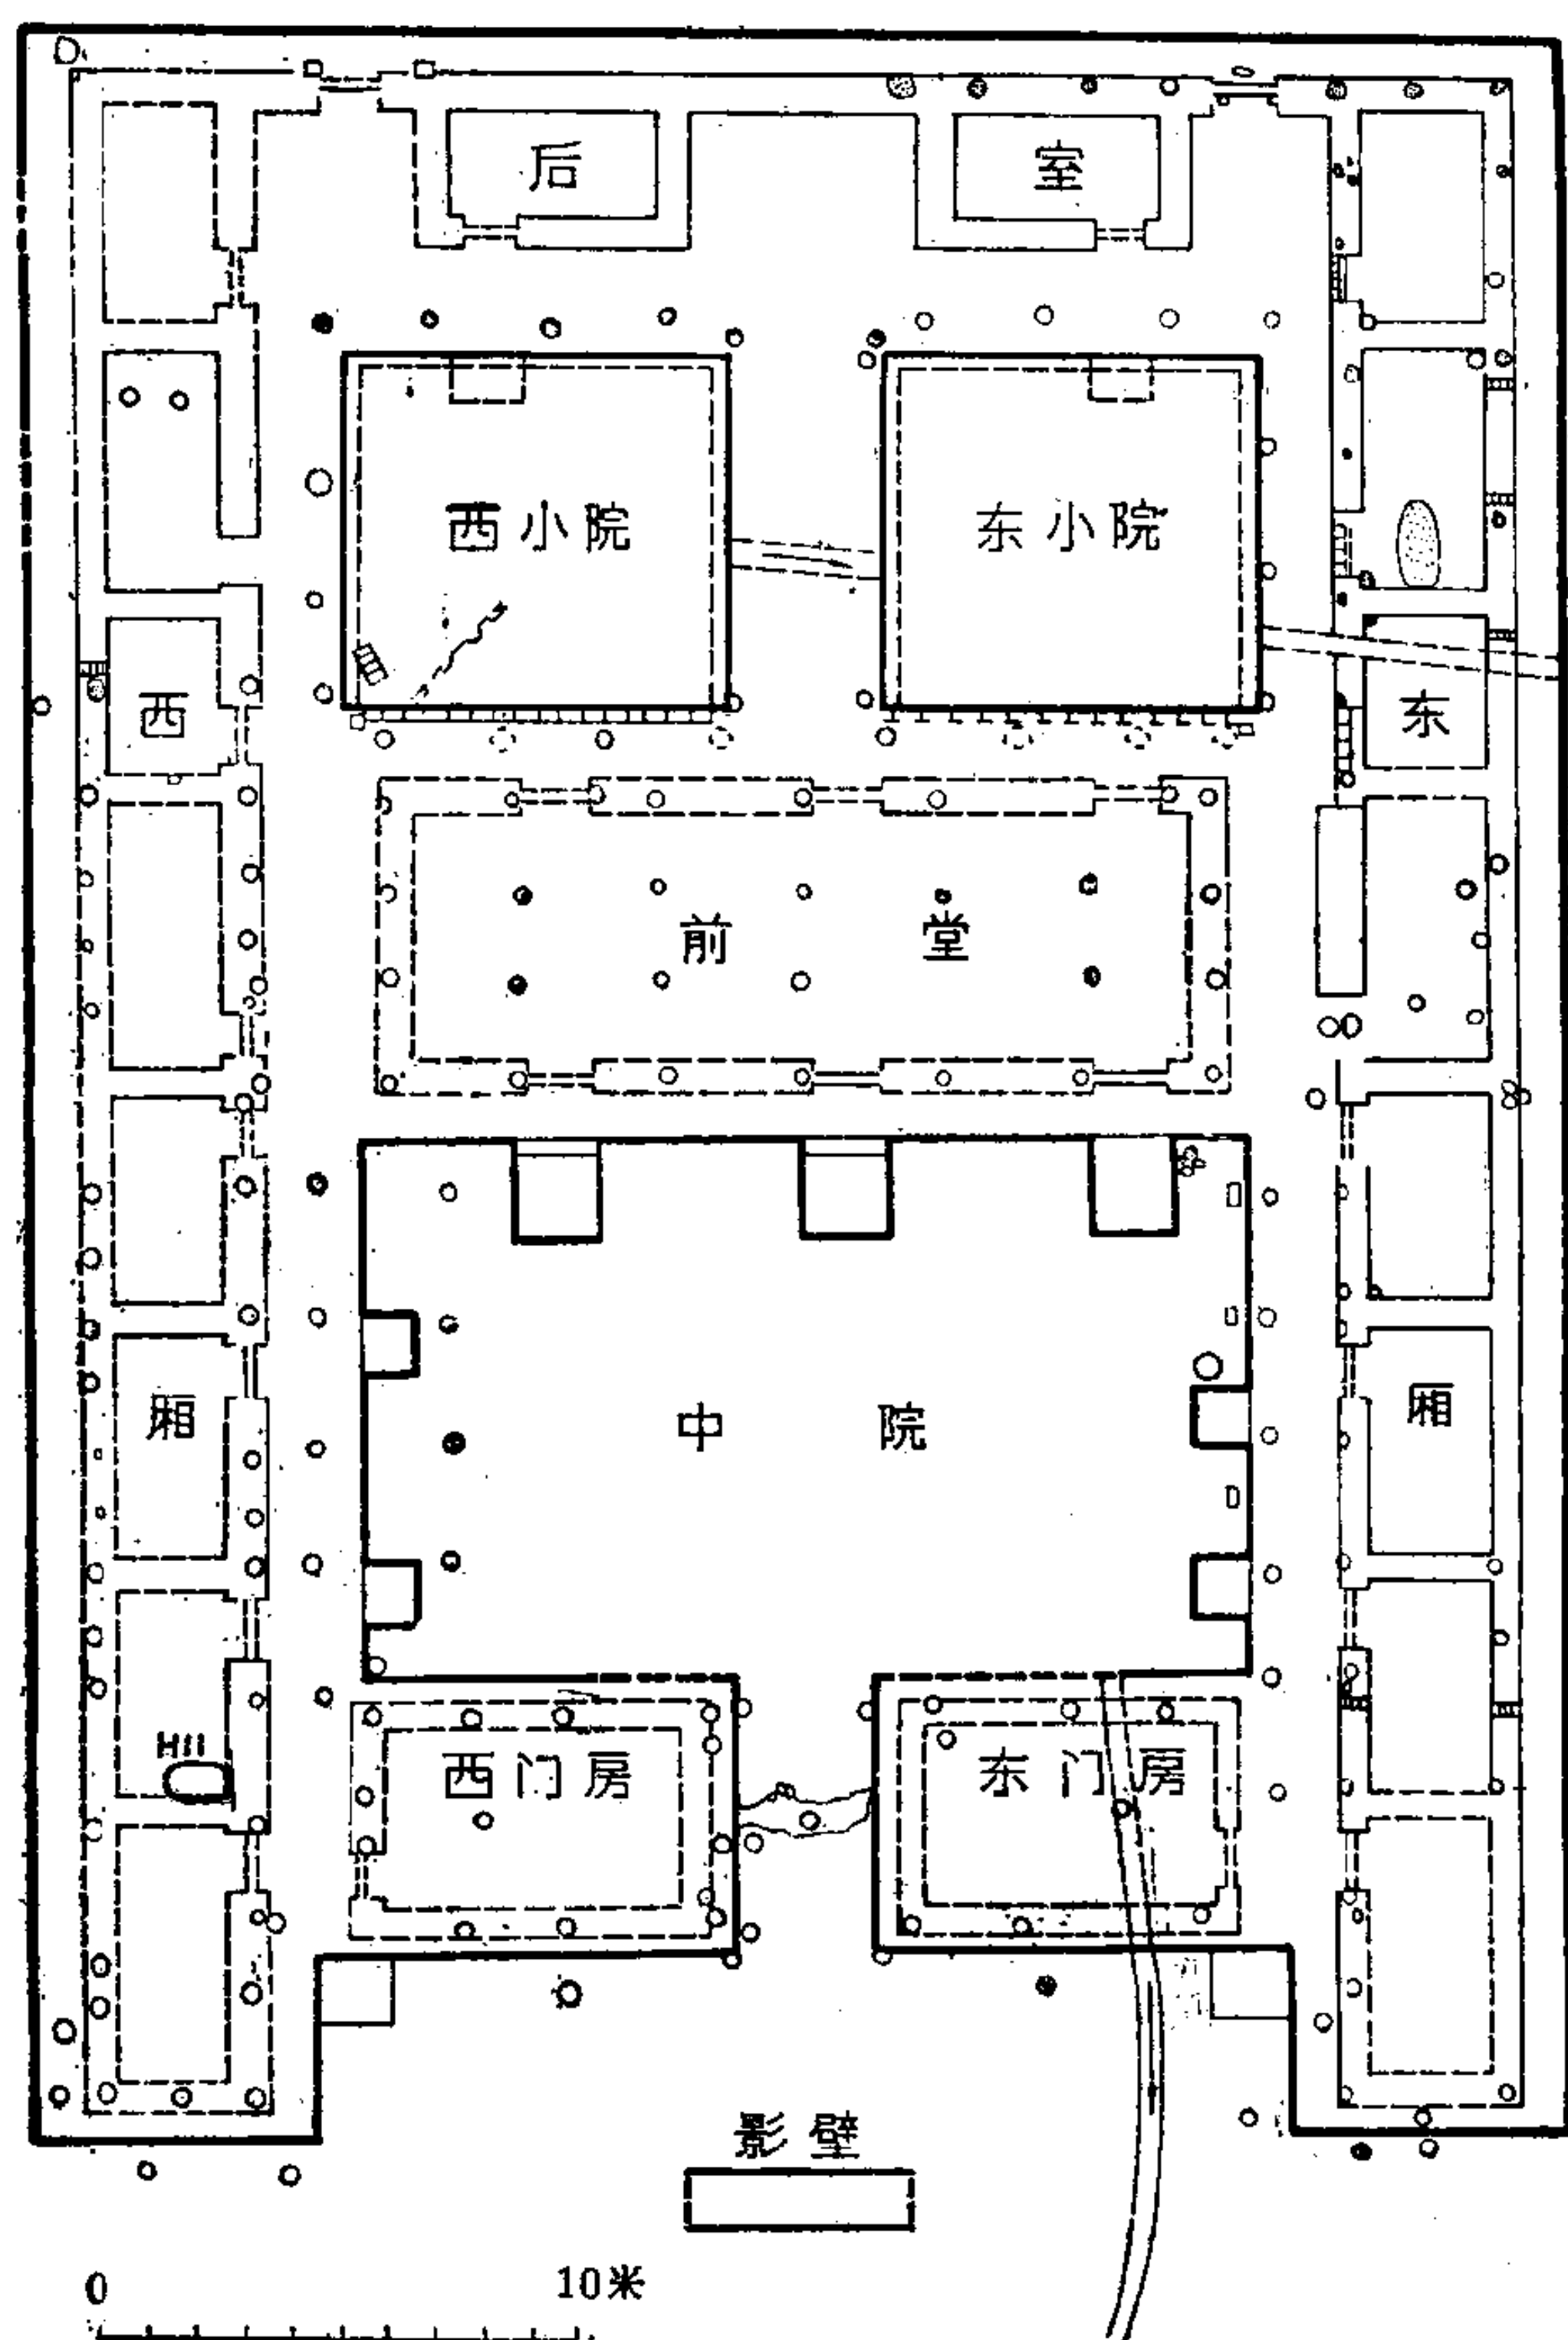 后 室
西小院 东小院
西 东
前 堂
中 院
厢 厢
H11
西门房 东门房
影壁
0 10米